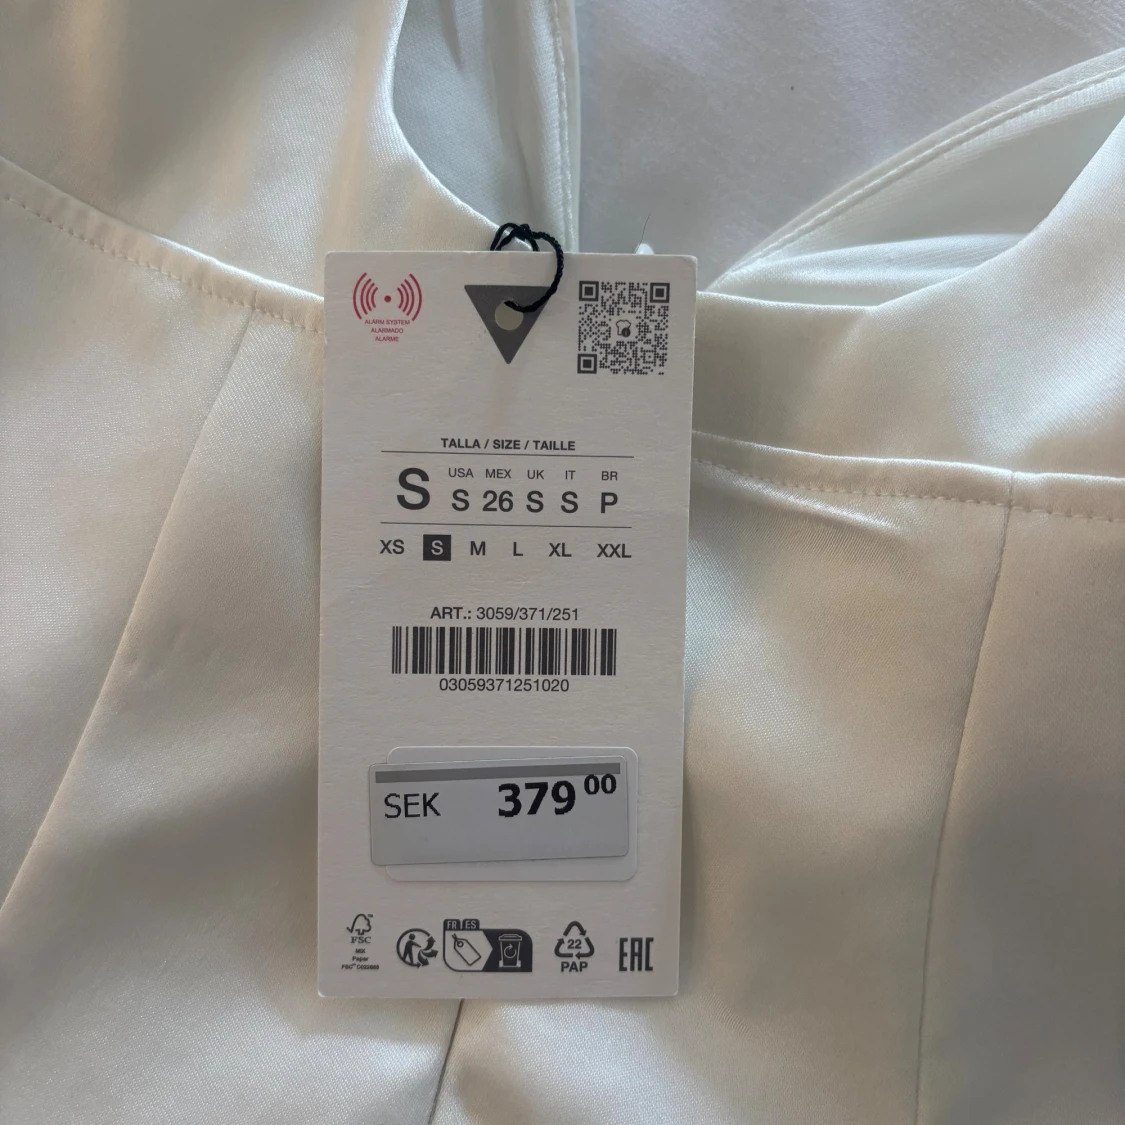 ALARM SYSTEM
ALARMADO
ALARME
TALLA / SIZE / TAILLE
S
USA MEX UK IT BR
S 26 S S P
XS S M L XL XXL
ART.: 3059/371/251
03059371251020
SEK 379 00
FSC
MIX
Paper
FR ES
22
PAP
EAC